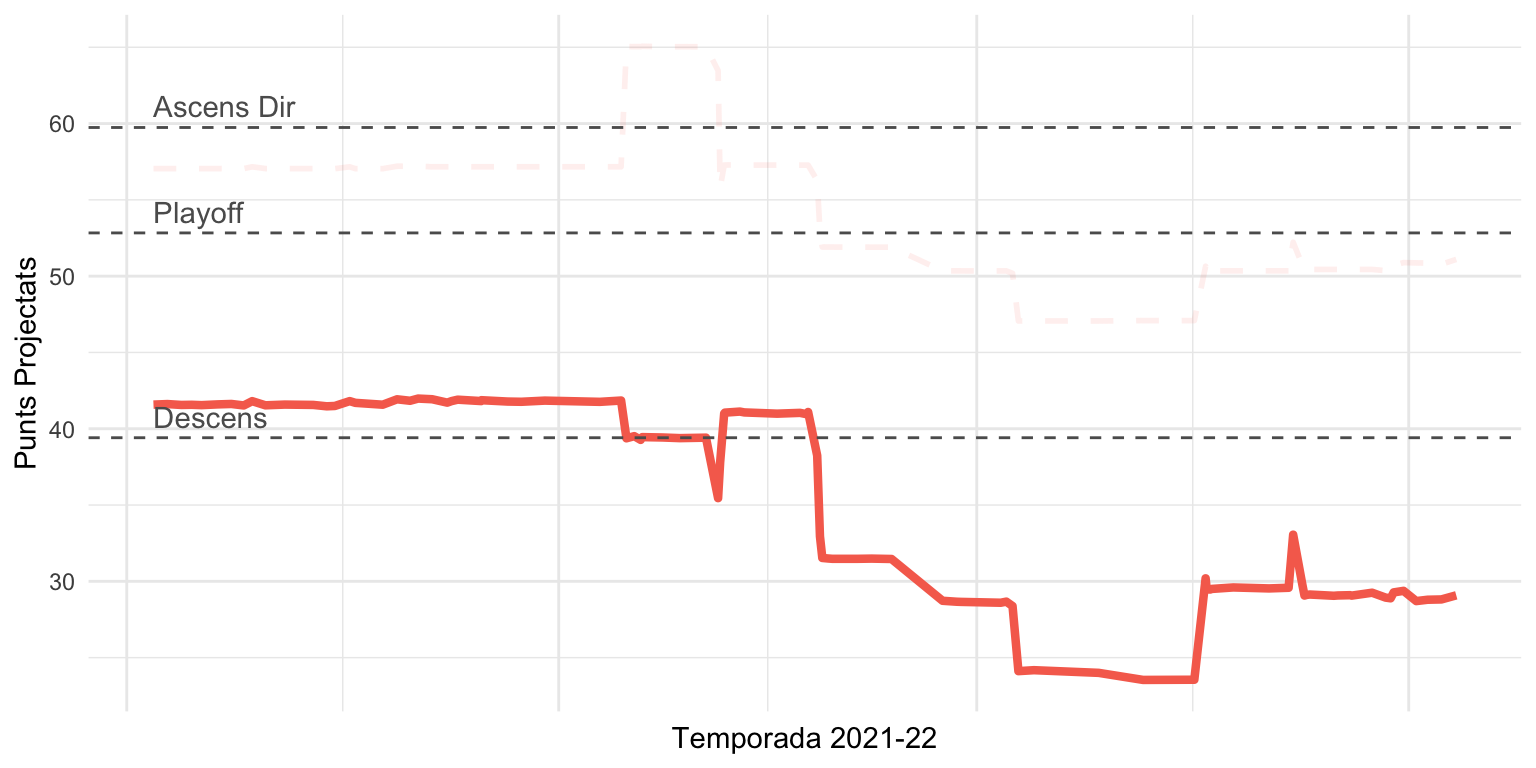 Punts Projectats
60
50
40
30
Ascens Dir
Playoff
Descens
Temporada 2021-22